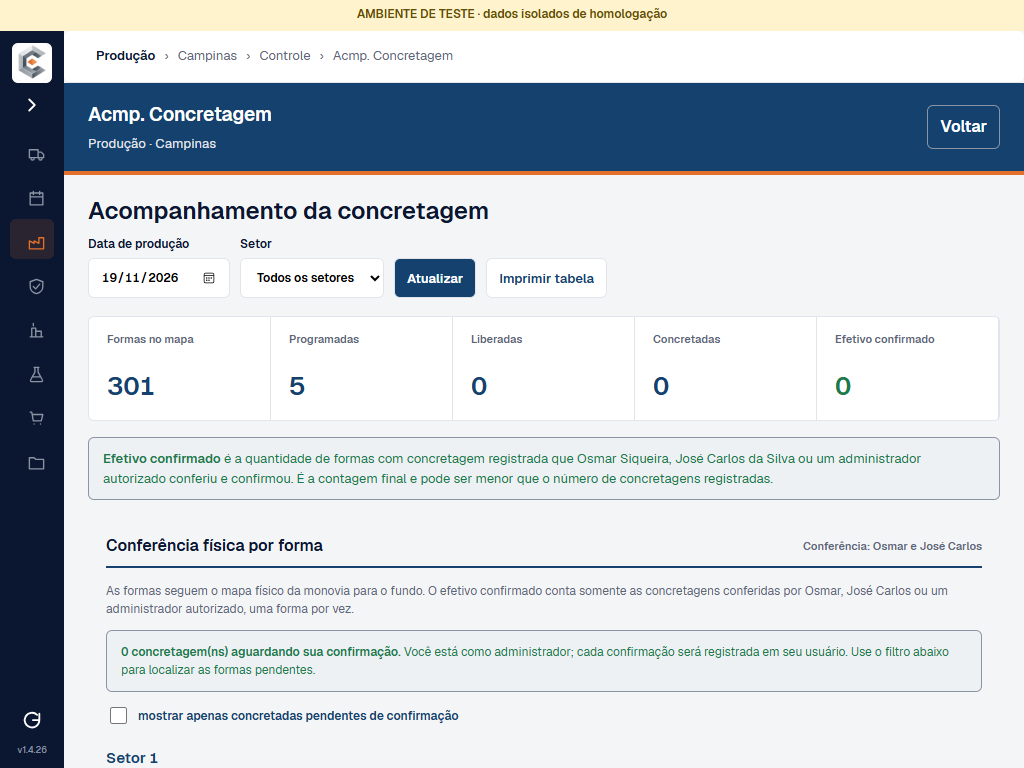 AMBIENTE DE TESTE · dados isolados de homologação
Produção › Campinas › Controle › Acmp. Concretagem
Acmp. Concretagem
Produção · Campinas
Voltar
Acompanhamento da concretagem
Data de produção Setor
19/11/2026 Todos os setores Atualizar Imprimir tabela
Formas no mapa Programadas Liberadas Concretadas Efetivo confirmado
301 5 0 0 0
Efetivo confirmado é a quantidade de formas com concretagem registrada que Osmar Siqueira, José Carlos da Silva ou um administrador
autorizado conferiu e confirmou. É a contagem final e pode ser menor que o número de concretagens registradas.
Conferência física por forma Conferência: Osmar e José Carlos
As formas seguem o mapa físico da monovia para o fundo. O efetivo confirmado conta somente as concretagens conferidas por Osmar, José Carlos ou um
administrador autorizado, uma forma por vez.
0 concretagem(ns) aguardando sua confirmação. Você está como administrador; cada confirmação será registrada em seu usuário. Use o filtro abaixo
para localizar as formas pendentes.
mostrar apenas concretadas pendentes de confirmação
Setor 1
v1.4.26